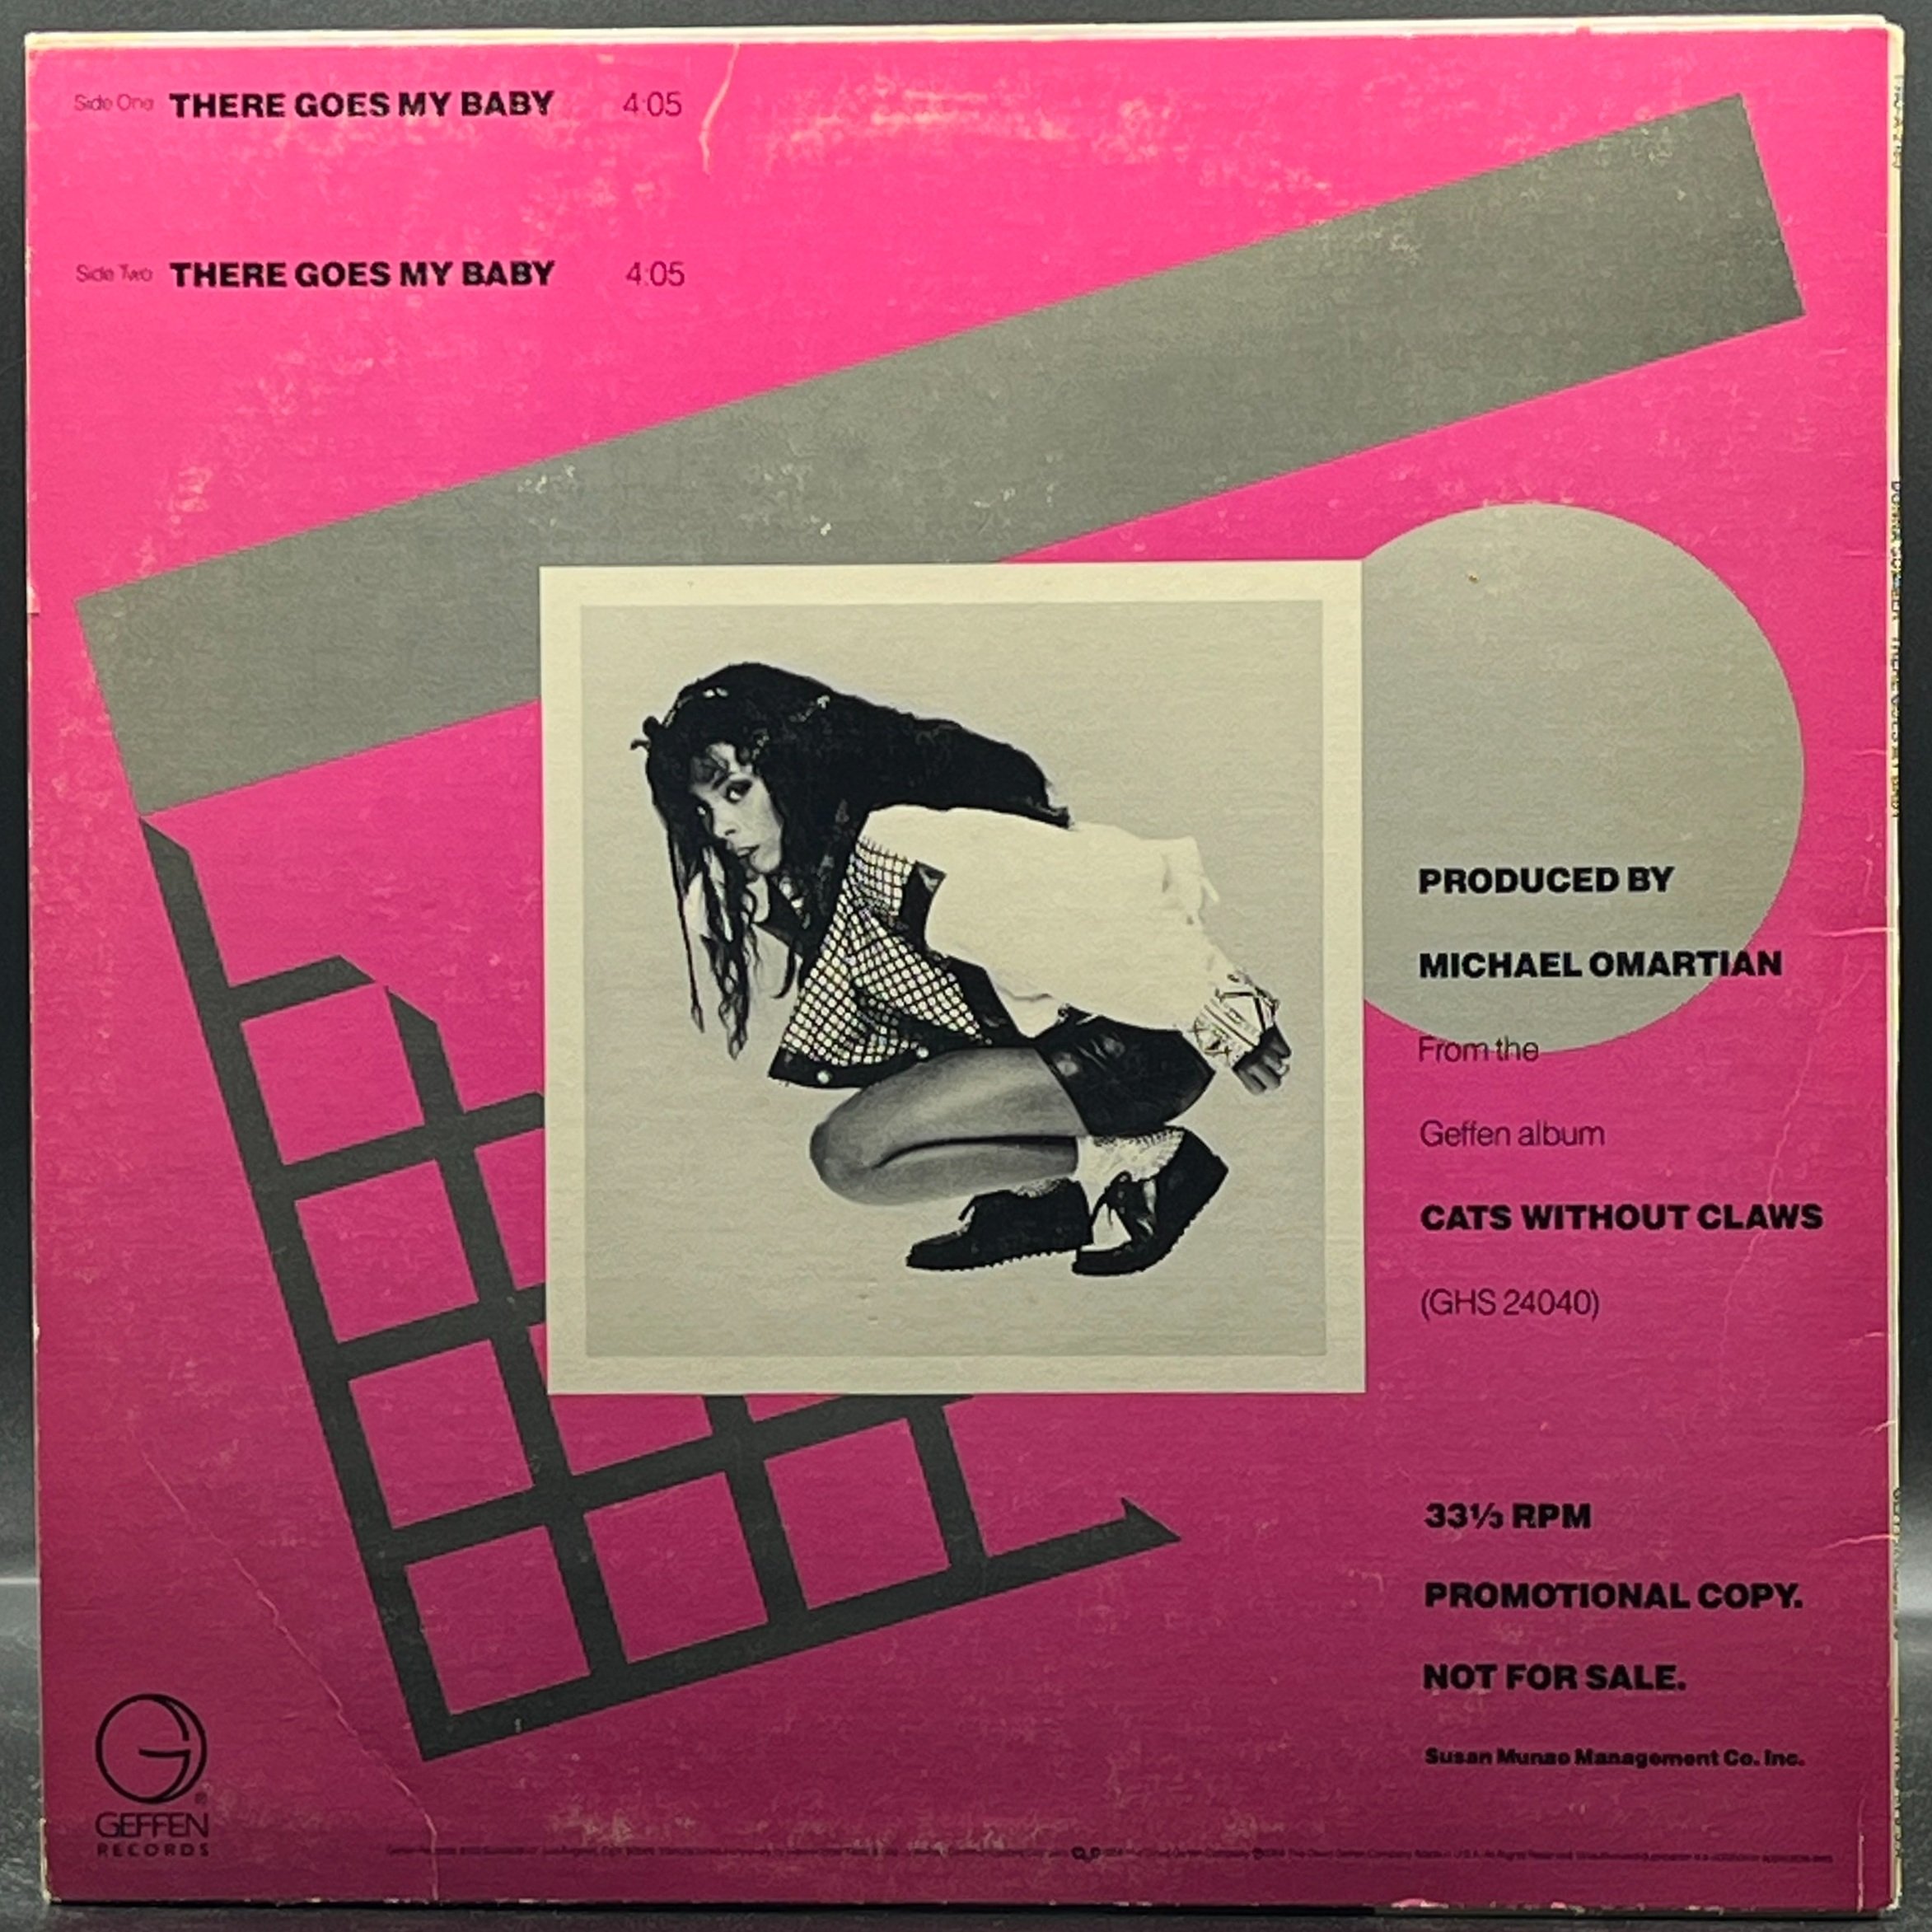 Side One THERE GOES MY BABY 4:05
Side Two THERE GOES MY BABY 4:05
PRODUCED BY
MICHAEL OMARTIAN
From the
Geffen album
CATS WITHOUT CLAWS
(GHS 24040)
33⅓ RPM
PROMOTIONAL COPY.
NOT FOR SALE.
Susan Munao Management Co. Inc.
G
®
GEFFEN
RECORDS